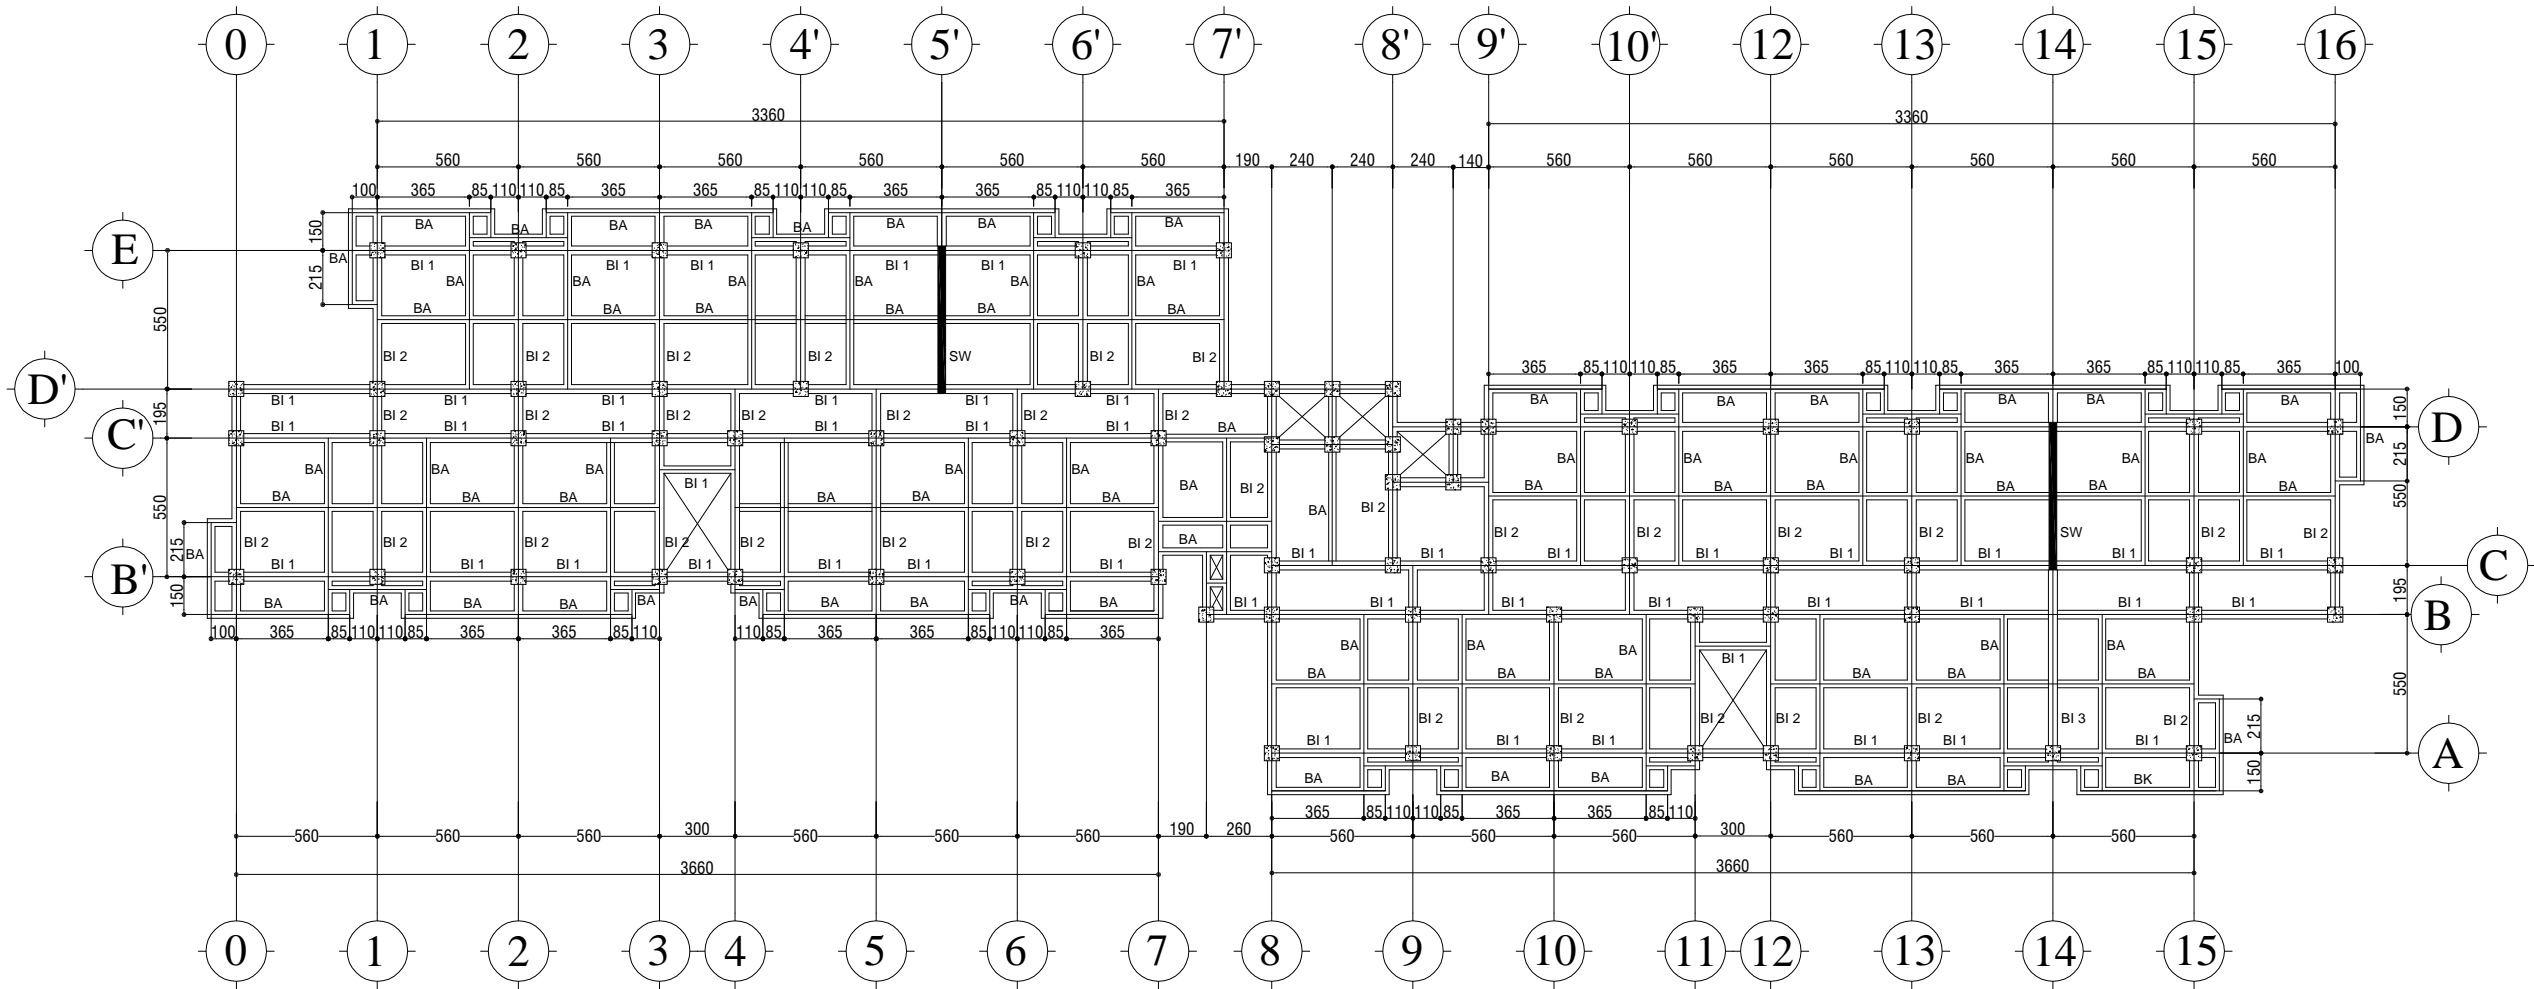 0 1 2 3 4' 5' 6' 7' 8' 9' 10' 12 13 14 15 16
3360 3360
560 560 560 560 560 560 190 240 240 240 140 560 560 560 560 560 560
100 365 85 110 110 85 365 365 85 110 110 85 365 365 85 110 110 85 365
BA BA BA BA BA BA
BA BA
150
E
BA BI 1 BI 1 BI 1 BI 1 BI 1 BI 1
215
BA BA BA BA BA BA
BA BA BA BA BA BA
550
BI 2 BI 2 BI 2 BI 2 SW BI 2 BI 2
365 85 110 110 85 365 365 85 110 110 85 365 365 85 110 110 85 365 100
D'
BI 1 BI 1 BI 1 BI 1 BI 1 BI 1
BA BA BA BA BA BA
195
BI 2 BI 2 BI 2 BI 2 BI 2 BI 2 BI 2 BI 2
150
BI 1 BI 1 BI 1 BI 1 BI 1 BI 1 BA
D
C'
BA
BA BA BA BA BA BA
BA BA BA BA BA BA
215
BI 1 BA BI 2
BA BA BA BA BA BA
BA BA BA BA BA BA
550 550
BA BI 2
BI 2 BI 2 BI 2 BI 2 SW BI 2 BI 2
BI 2 BI 2 BI 2 BI 2 BI 2 BI 2 BI 2 BI 2 BA
215
BA
BI 1 BI 1 BI 1 BI 1 BI 1 BI 1 BI 1 BI 1
BI 1 BI 1 BI 1 BI 1 BI 1 BI 1 BI 1
B' C
150 195
BA BA BA BA BA BA BA BA BA BA
BI 1 BI 1 BI 1 BI 1 BI 1 BI 1 BI 1 BI 1
B
100 365 85 110 110 85 365 365 85 110 110 85 365 365 85 110 110 85 365
BA BA BA BA BA
BI 1
BA BA BA BA BA BA
550
BI 2 BI 2 BI 2 BI 2 BI 2 BI 3 BI 2
215
BI 1 BI 1 BI 1 BI 1 BI 1 BI 1 BA
A
BA BA BA BA BA BK
150
365 85 110 110 85 365 365 85 110
560 560 560 300 560 560 560 190 260 560 560 560 300 560 560 560
3660 3660
0 1 2 3 4 5 6 7 8 9 10 11 12 13 14 15